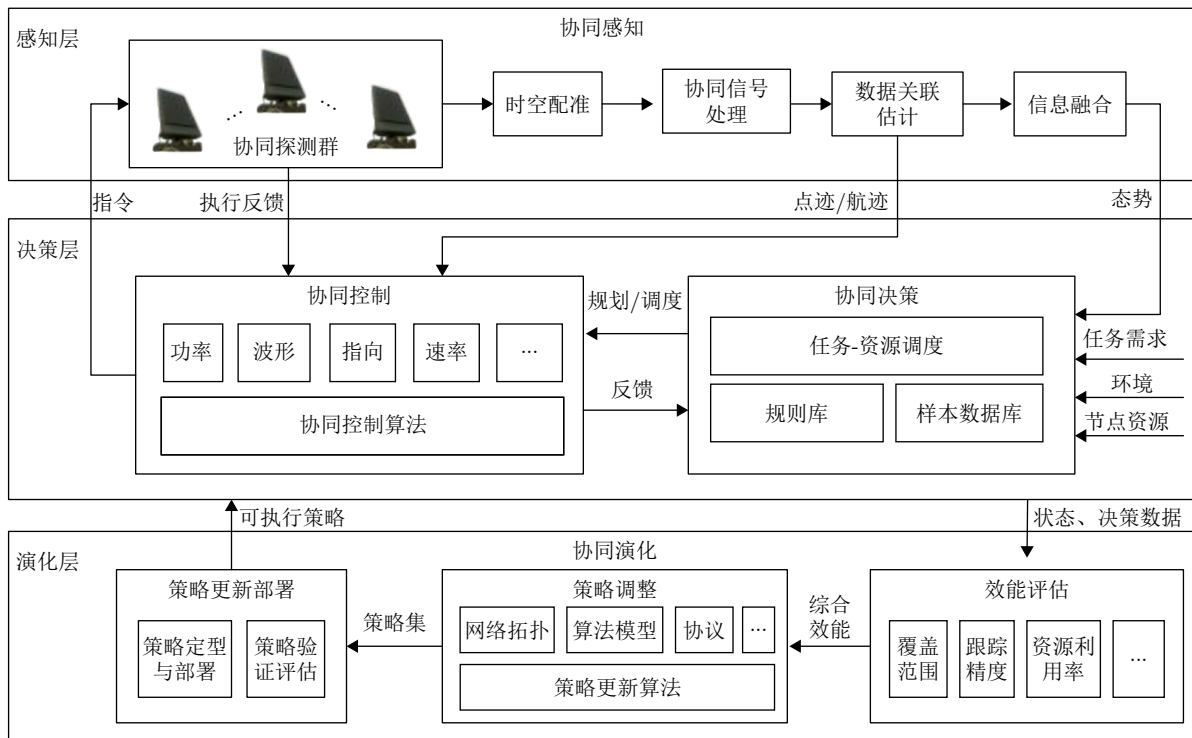 感知层
协同感知
协同探测群
时空配准
协同信号
处理
数据关联
估计
信息融合
指令
执行反馈
点迹/航迹
态势
决策层
协同控制
功率
波形
指向
速率
...
协同控制算法
规划/调度
反馈
协同决策
任务-资源调度
规则库
样本数据库
任务需求
环境
节点资源
可执行策略
状态、决策数据
演化层
协同演化
策略更新部署
策略定型
与部署
策略验
证评估
策略集
策略调整
网络拓扑
算法模型
协议
...
策略更新算法
综合
效能
效能评估
覆盖
范围
跟踪
精度
资源利
用率
...